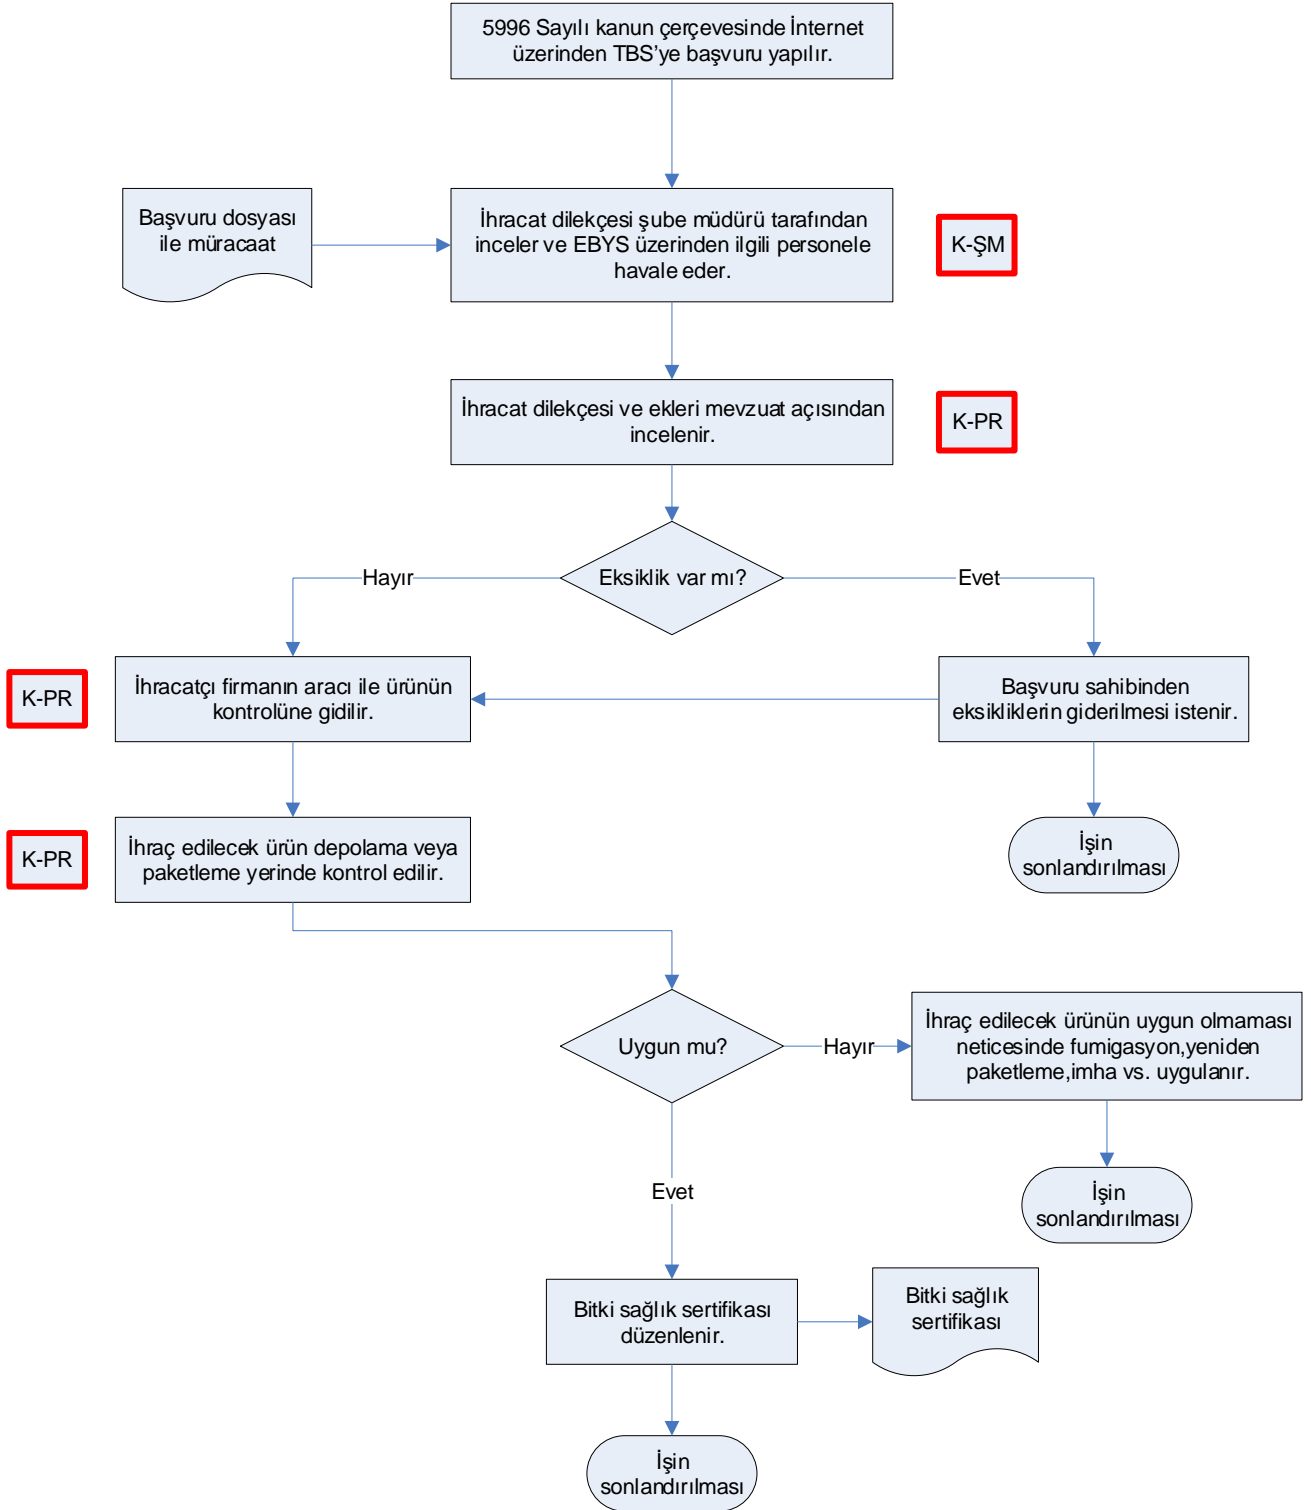 5996 Sayılı kanun çerçevesinde İnternet
üzerinden TBS'ye başvuru yapılır.
Başvuru dosyası
ile müracaat
İhracat dilekçesi şube müdürü tarafından
inceler ve EBYS üzerinden ilgili personele
havale eder.
K-ŞM
İhracat dilekçesi ve ekleri mevzuat açısından
incelenir.
K-PR
Hayır
Eksiklik var mı?
Evet
K-PR
İhracatçı firmanın aracı ile ürünün
kontrolüne gidilir.
Başvuru sahibinden
eksikliklerin giderilmesi istenir.
K-PR
İhraç edilecek ürün depolama veya
paketleme yerinde kontrol edilir.
İşin
sonlandırılması
Uygun mu?
Hayır
İhraç edilecek ürünün uygun olmaması
neticesinde fumigasyon,yeniden
paketleme,imha vs. uygulanır.
Evet
İşin
sonlandırılması
Bitki sağlık sertifikası
düzenlenir.
Bitki sağlık
sertifikası
İşin
sonlandırılması